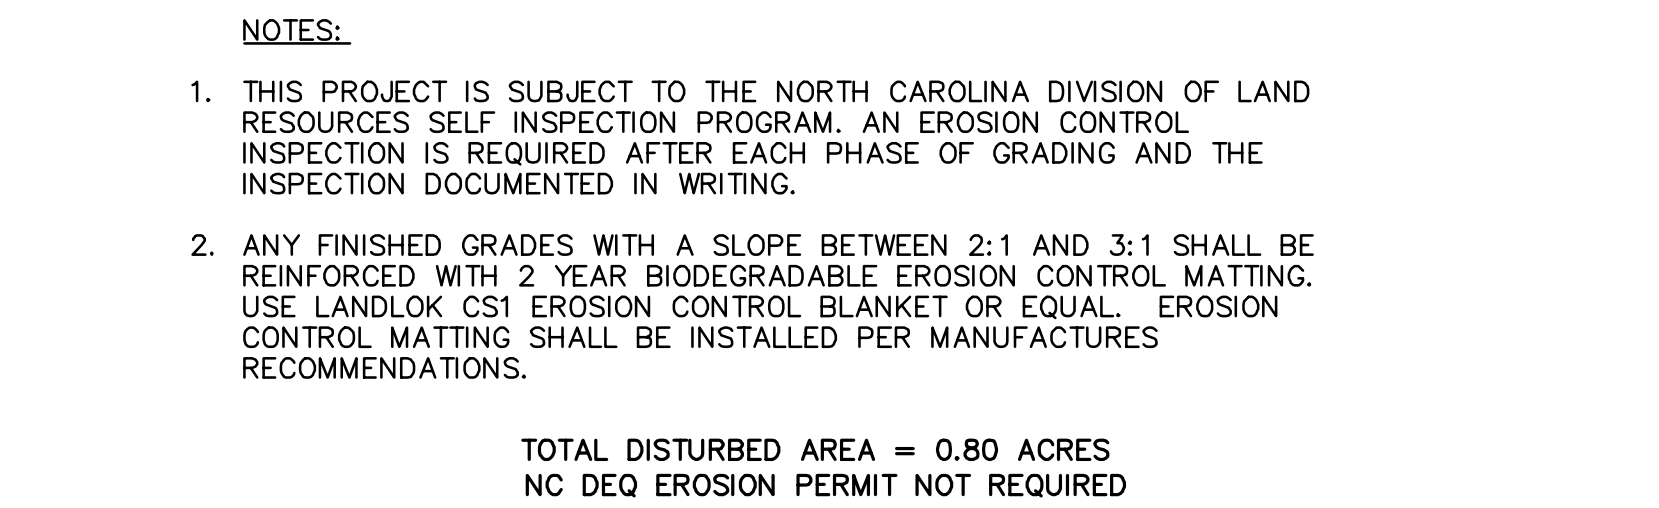 NOTES:
1. THIS PROJECT IS SUBJECT TO THE NORTH CAROLINA DIVISION OF LAND
RESOURCES SELF INSPECTION PROGRAM. AN EROSION CONTROL
INSPECTION IS REQUIRED AFTER EACH PHASE OF GRADING AND THE
INSPECTION DOCUMENTED IN WRITING.
2. ANY FINISHED GRADES WITH A SLOPE BETWEEN 2:1 AND 3:1 SHALL BE
REINFORCED WITH 2 YEAR BIODEGRADABLE EROSION CONTROL MATTING.
USE LANDLOK CS1 EROSION CONTROL BLANKET OR EQUAL. EROSION
CONTROL MATTING SHALL BE INSTALLED PER MANUFACTURES
RECOMMENDATIONS.
TOTAL DISTURBED AREA = 0.80 ACRES
NC DEQ EROSION PERMIT NOT REQUIRED